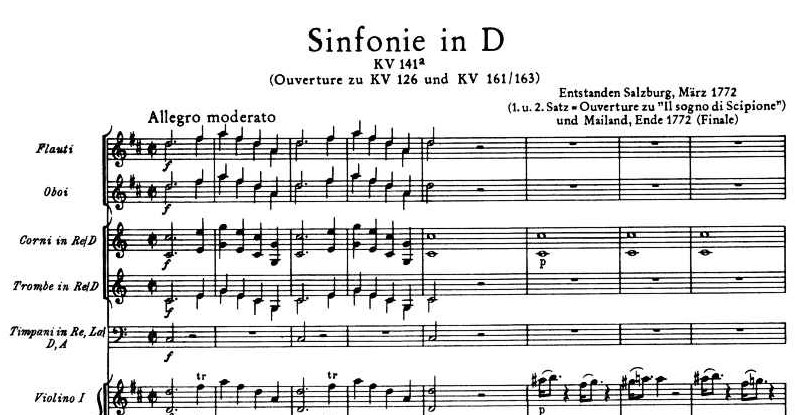 Sinfonie in D
KV 141ª
(Ouverture zu KV 126 und KV 161/163)
Entstanden Salzburg, März 1772
(1. u. 2. Satz = Ouverture zu "Il sogno di Scipione")
und Mailand, Ende 1772 (Finale)
Allegro moderato
Flauti
f
Oboi
f
Corni in Re/D
f
p
Trombe in Re/D
f
Timpani in Re, La/
D, A
f
tr
tr
Violino I
f
p